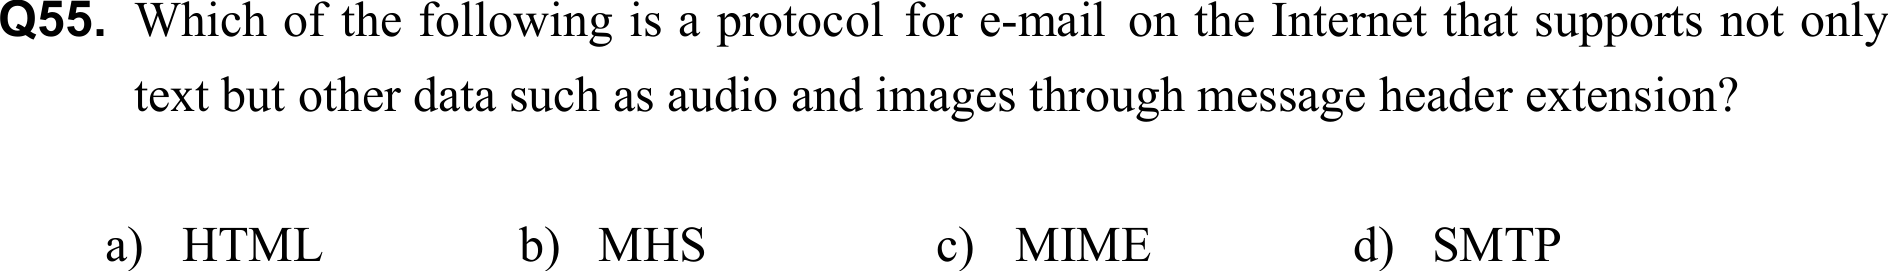 Q55. Which of the following is a protocol for e-mail on the Internet that supports not only
text but other data such as audio and images through message header extension?
a) HTML b) MHS c) MIME d) SMTP